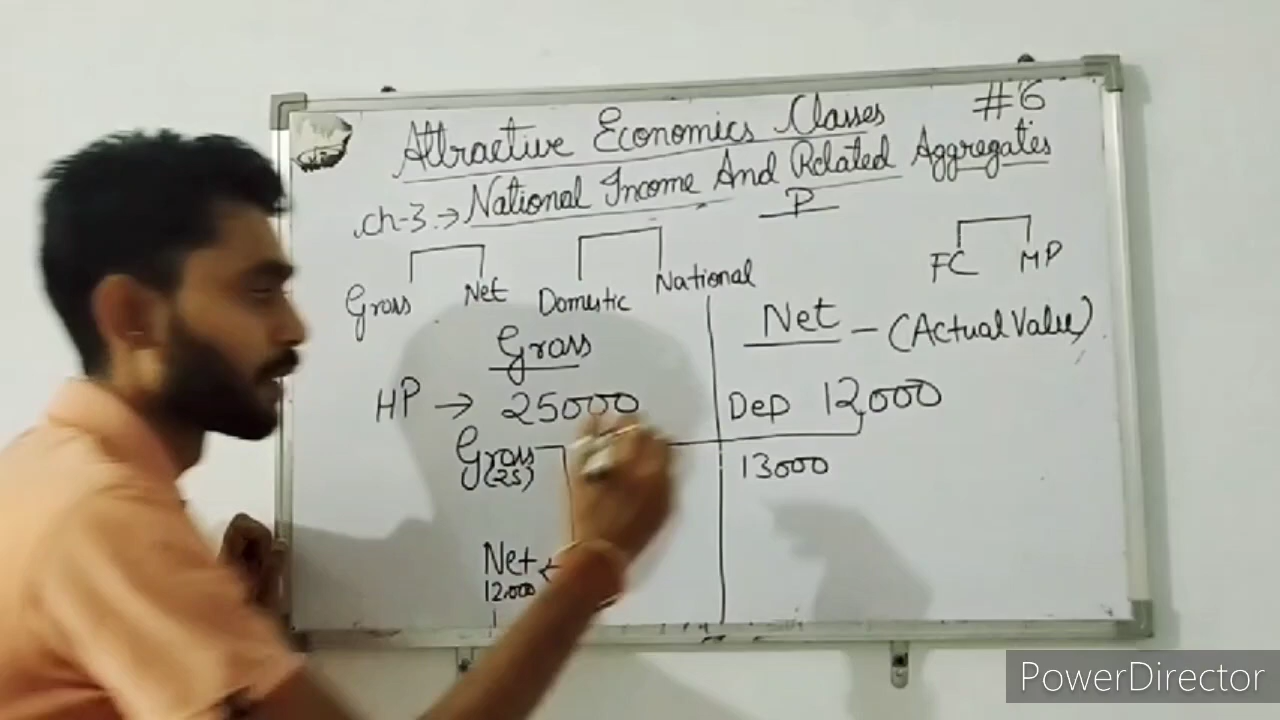 #6
Attractive Economics Classes
Ch-3 → National Income And Related Aggregates
P
Gross Net Domestic National FC MP
Gross
Net - (Actual Value)
HP → 25000
Dep 12,000
Gross
(25)
13000
Net
12,000
PowerDirector